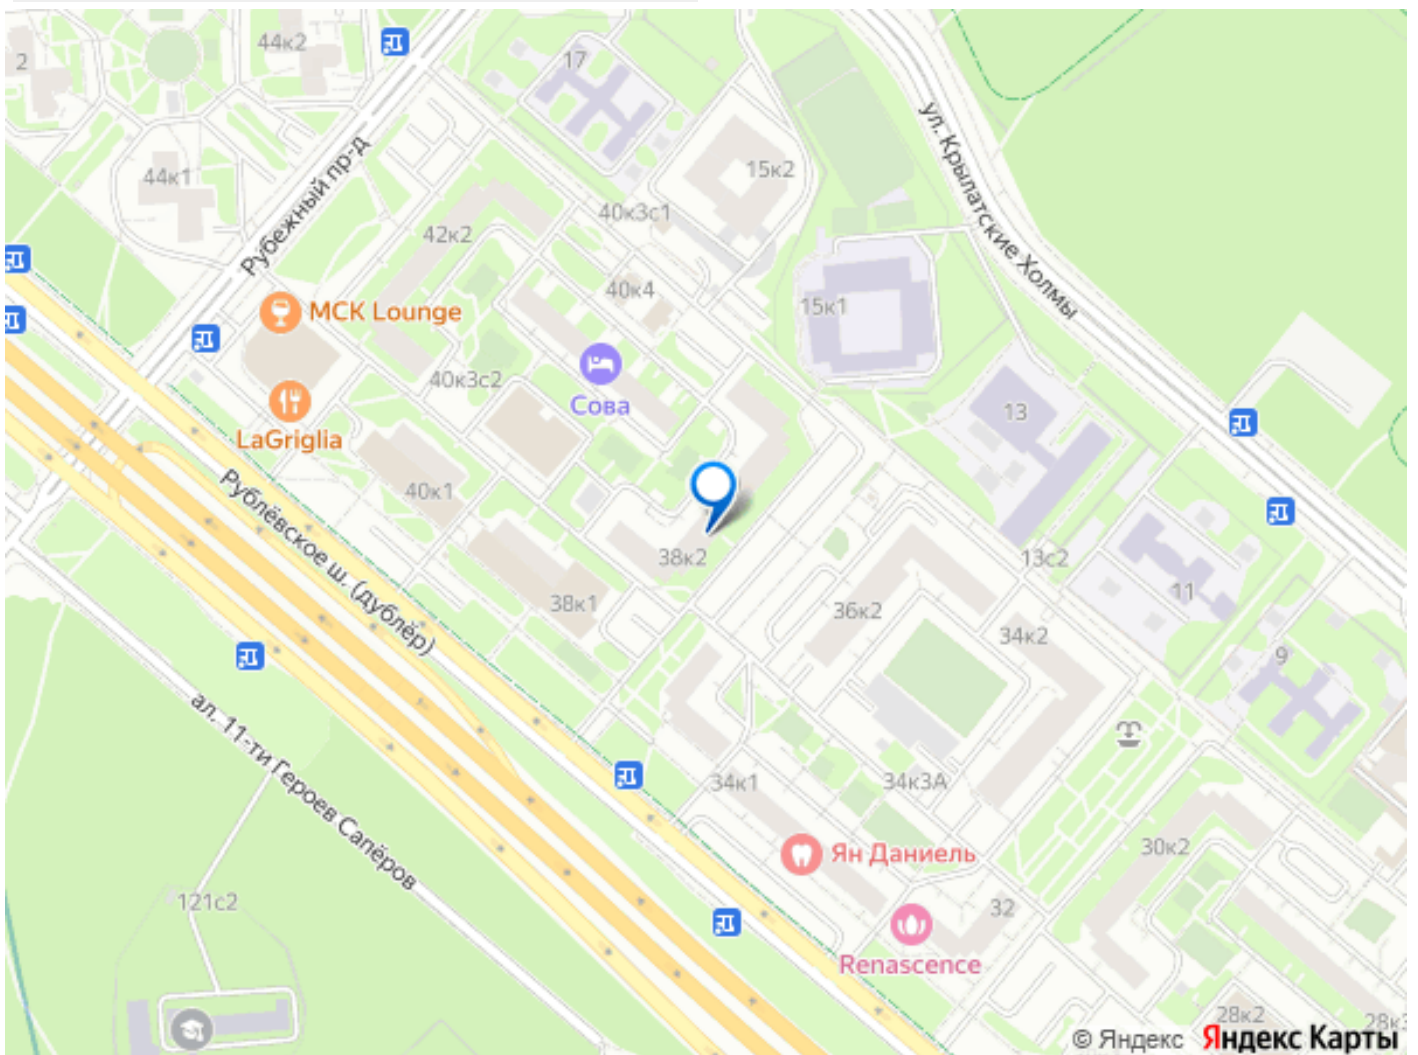 44к2
2
17
ул. Крылатские Холмы
Рубежный пр-д
44к1
15к2
40к3с1
42к2
40к4
MCK Lounge
15к1
40к3с2
Сова
13
LaGriglia
40к1
Рублёвское ш. (дублёр)
38к2
13с2
38к1
36к2
11
34к2
9
ал. 11-ти Героев Сапёров
34к1
34к3А
Ян Даниель
30к2
121с2
32
Renascence
28к2
28к3
© Яндекс Яндекс Карты